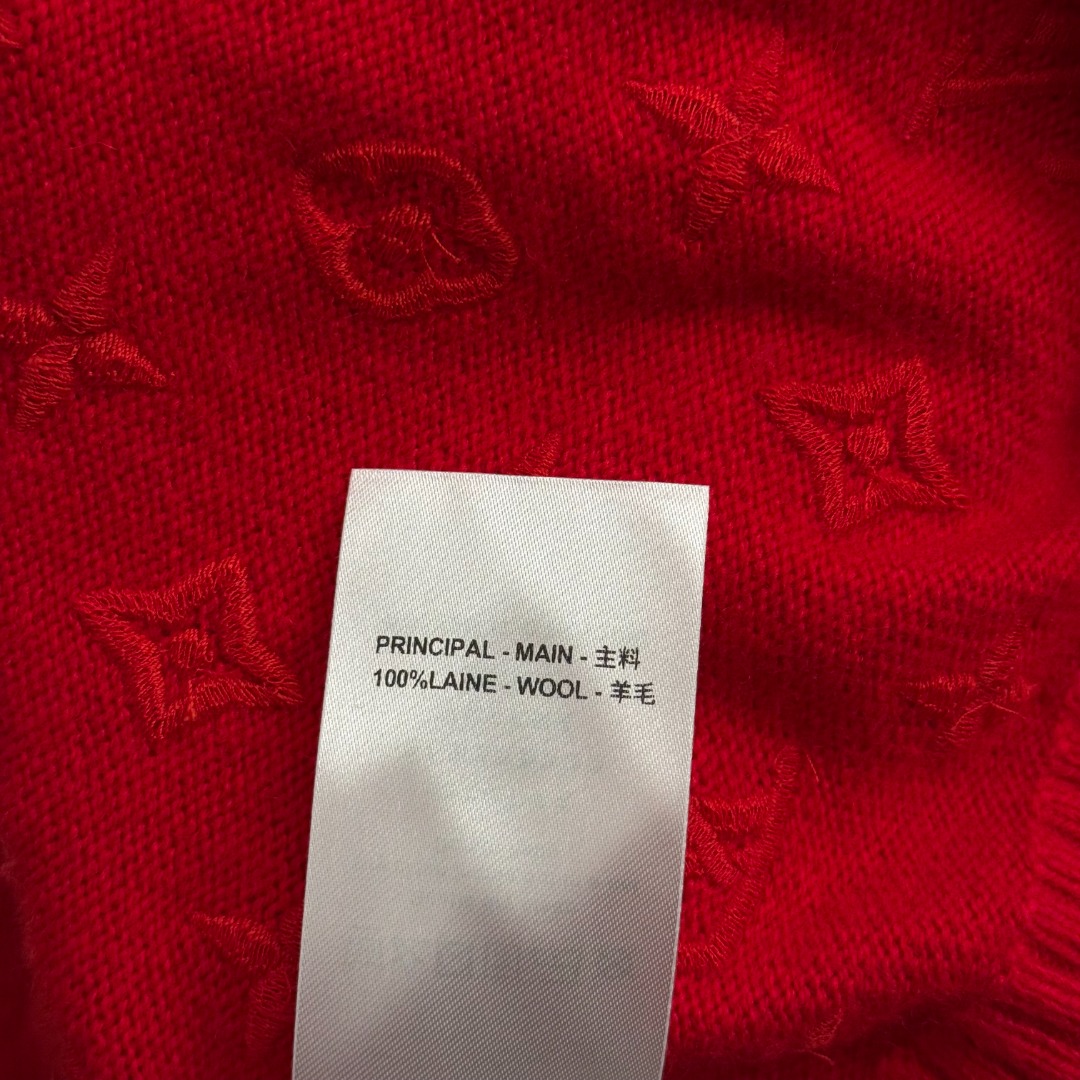 PRINCIPAL - MAIN - 主料
100%LAINE - WOOL - 羊毛